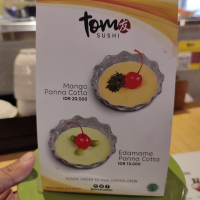 tomo
SUSHI
Mango
Panna Cotta
IDR 20.000
Edamame
Panna Cotta
IDR 15.000